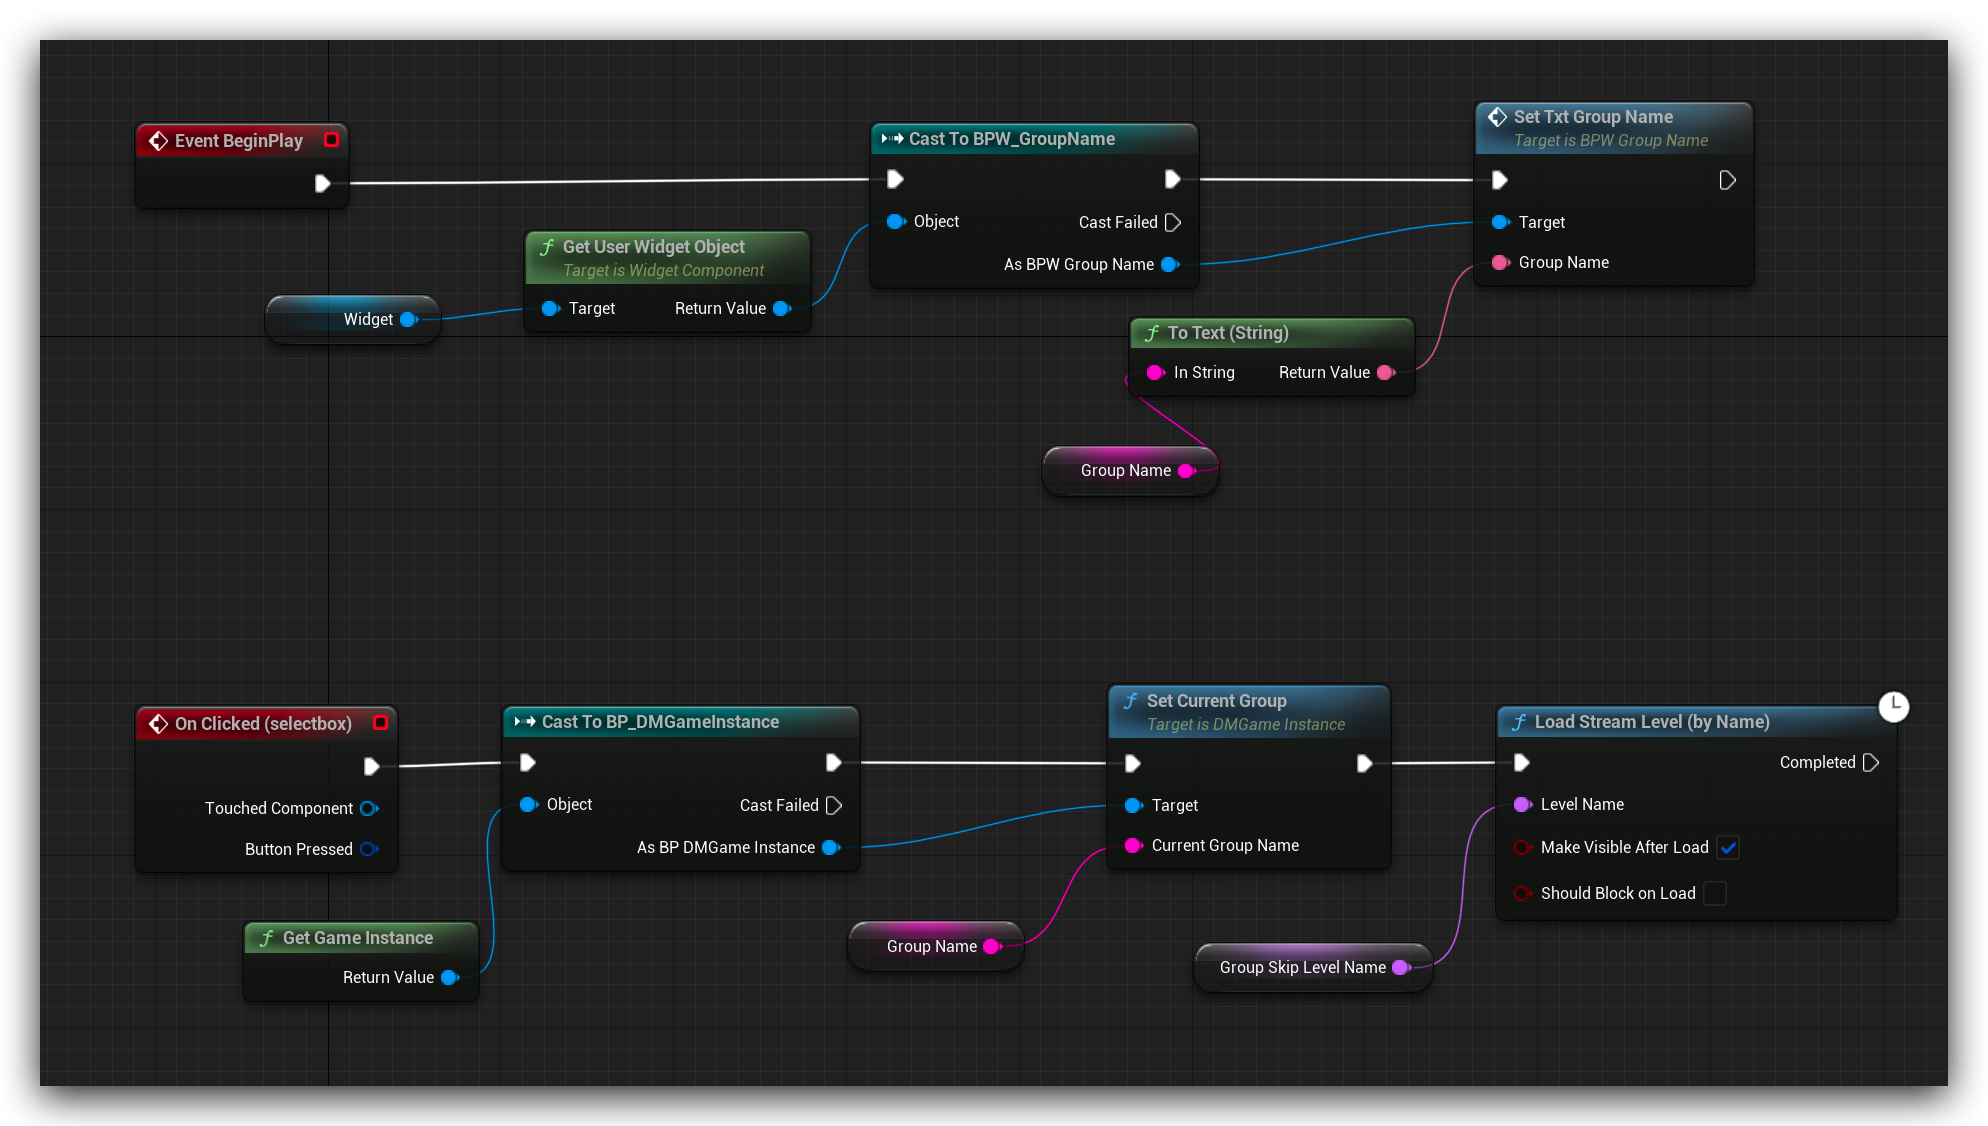 Event BeginPlay
Cast To BPW_GroupName
Object
Cast Failed
As BPW Group Name
Set Txt Group Name
Target is BPW Group Name
Target
Group Name
Get User Widget Object
Target is Widget Component
Target
Return Value
Widget
To Text (String)
In String
Return Value
Group Name
On Clicked (selectbox)
Touched Component
Button Pressed
Cast To BP_DMGameInstance
Object
Cast Failed
As BP DMGame Instance
Set Current Group
Target is DMGame Instance
Target
Current Group Name
Load Stream Level (by Name)
Completed
Level Name
Make Visible After Load
Should Block on Load
Get Game Instance
Return Value
Group Name
Group Skip Level Name